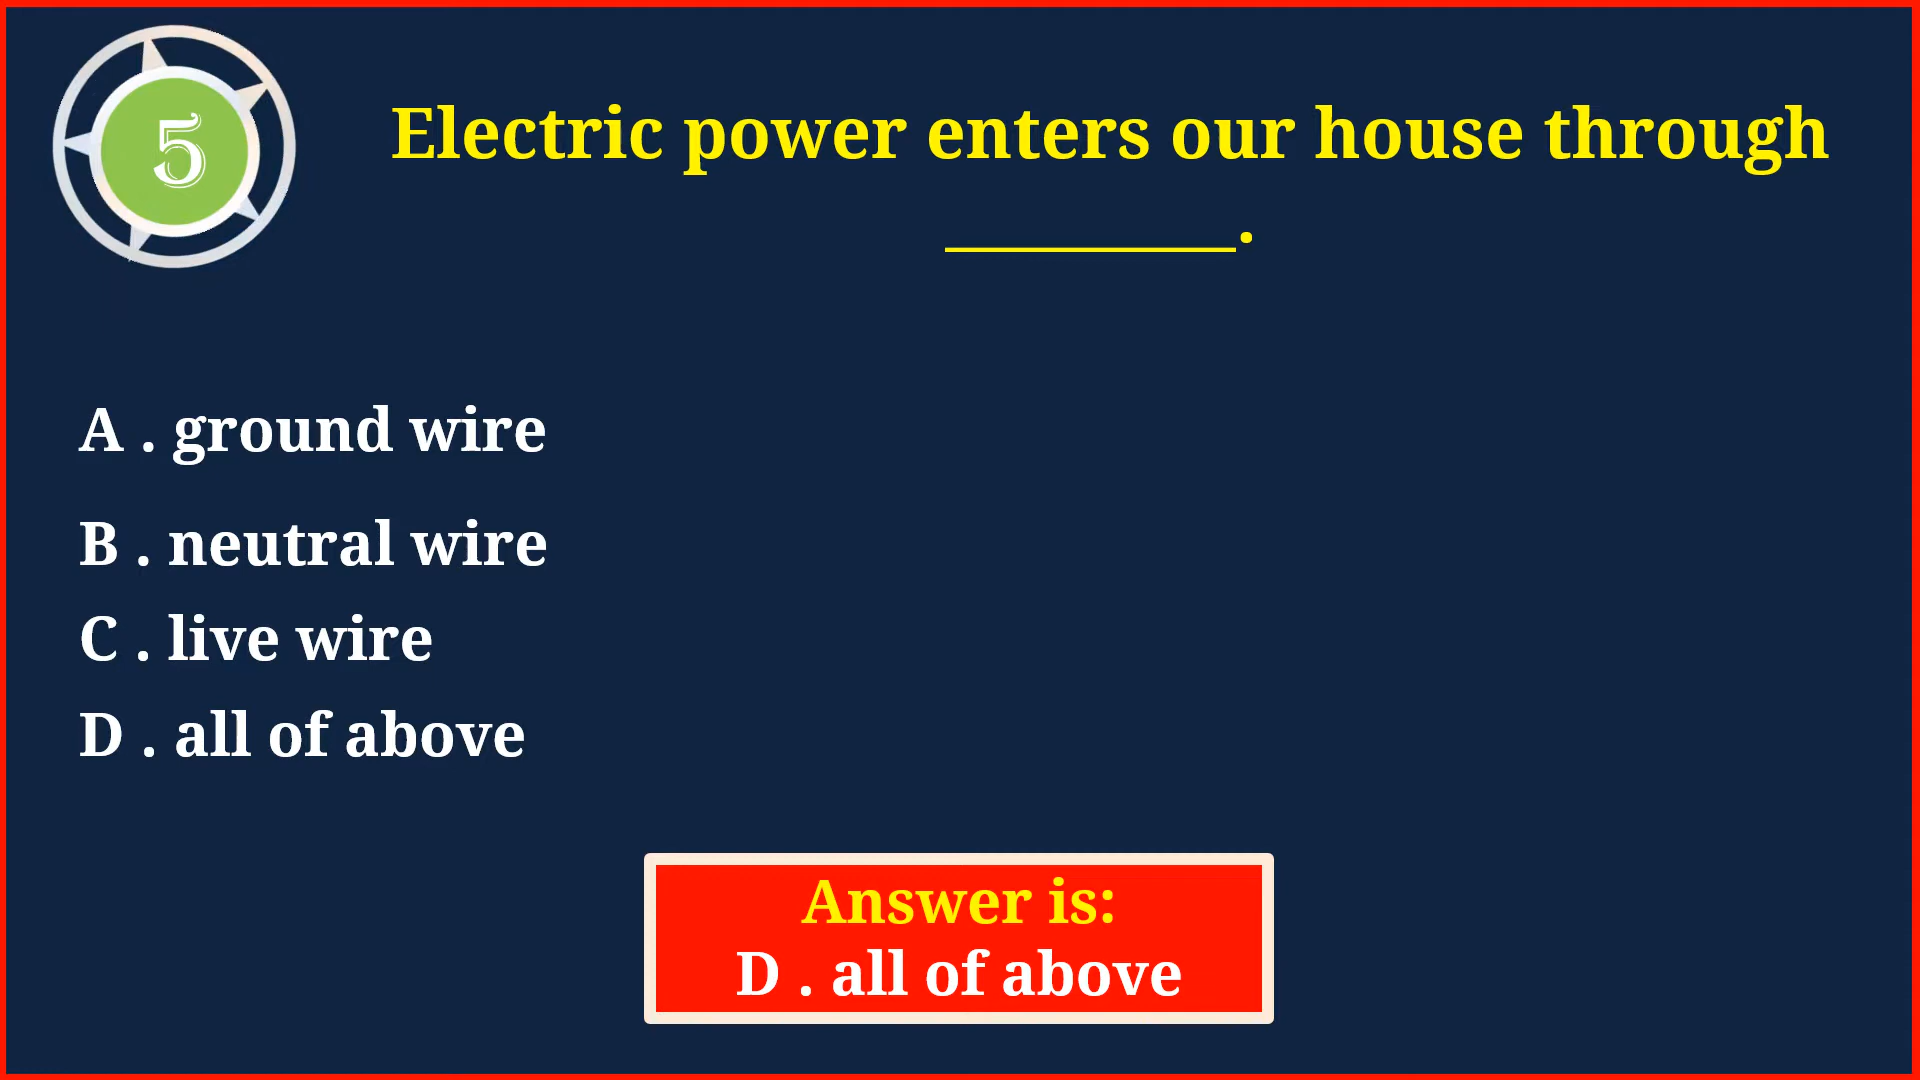 5
Electric power enters our house through
_________.
A . ground wire
B . neutral wire
C . live wire
D . all of above
Answer is:
D . all of above